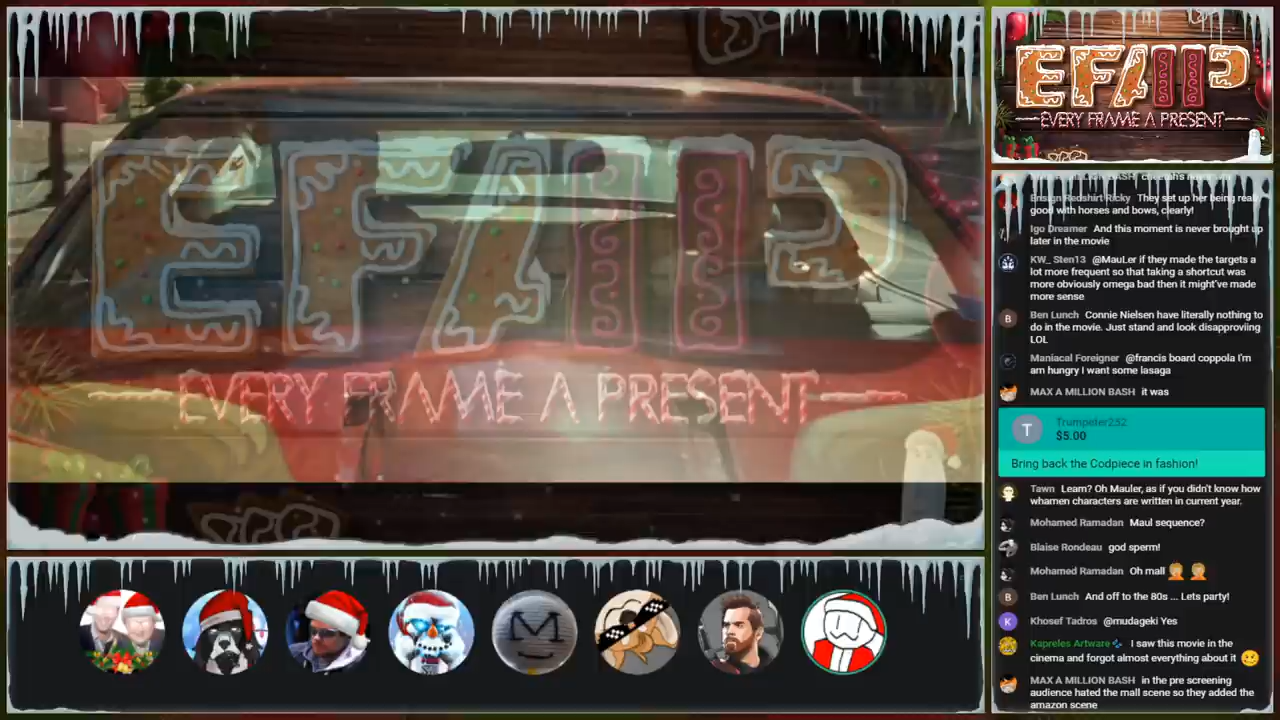 EFAIIP
EVERY FRAME A PRESENT
EFAIIP
EVERY FRAME A PRESENT
Ensign Redshirt Ricky They set up her being real
good with horses and bows, clearly!
Igo Dreamer And this moment is never brought up
later in the movie
KW_ Sten13 @MauLer if they made the targets a
lot more frequent so that taking a shortcut was
more obviously omega bad then it might've made
more sense
Ben Lunch Connie Nielsen have literally nothing to
do in the movie. Just stand and look disapproviing
LOL
Maniacal Foreigner @francis board coppola I'm
am hungry I want some lasaga
MAX A MILLION BASH it was
T
Trumpeter252
$5.00
Bring back the Codpiece in fashion!
Tawn Learn? Oh Mauler, as if you didn't know how
whamen characters are written in current year.
Mohamed Ramadan Maul sequence?
Blaise Rondeau god sperm!
Mohamed Ramadan Oh mall
B Ben Lunch And off to the 80s ... Lets party!
K Khosef Tadros @mudageki Yes
Kapreles Artware I saw this movie in the
cinema and forgot almost everything about it
MAX A MILLION BASH in the pre screening
audience hated the mall scene so they added the
amazon scene
M